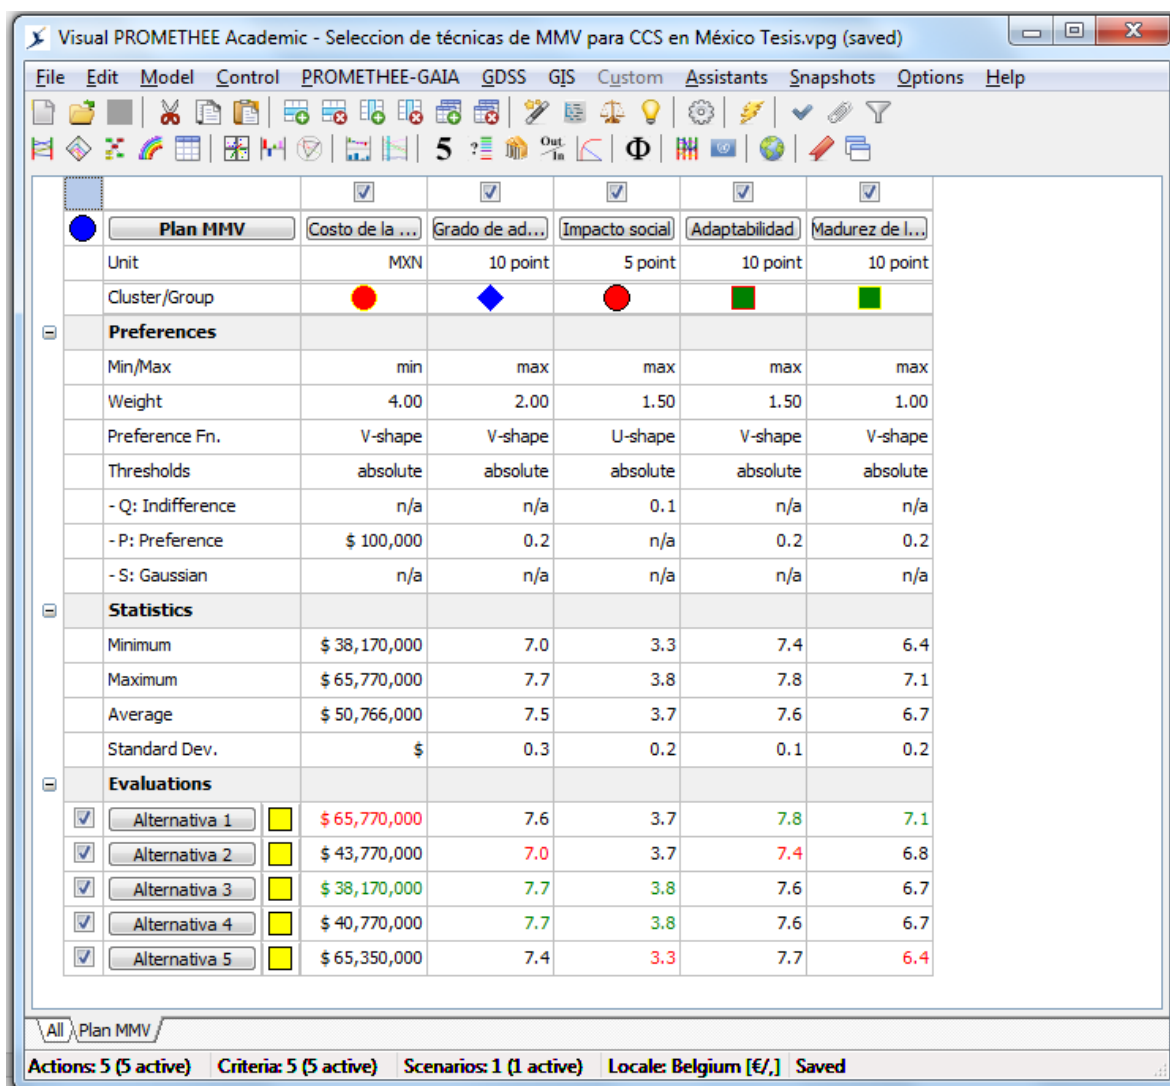 Visual PROMETHEE Academic - Seleccion de técnicas de MMV para CCS en México Tesis.vpg (saved)
File Edit Model Control PROMETHEE-GAIA GDSS GIS Custom Assistants Snapshots Options Help
5 ? Out In Φ
Plan MMV Costo de la ... Grado de ad... Impacto social Adaptabilidad Madurez de l...
Unit MXN 10 point 5 point 10 point 10 point
Cluster/Group
Preferences
Min/Max min max max max max
Weight 4.00 2.00 1.50 1.50 1.00
Preference Fn. V-shape V-shape U-shape V-shape V-shape
Thresholds absolute absolute absolute absolute absolute
- Q: Indifference n/a n/a 0.1 n/a n/a
- P: Preference $ 100,000 0.2 n/a 0.2 0.2
- S: Gaussian n/a n/a n/a n/a n/a
Statistics
Minimum $ 38,170,000 7.0 3.3 7.4 6.4
Maximum $ 65,770,000 7.7 3.8 7.8 7.1
Average $ 50,766,000 7.5 3.7 7.6 6.7
Standard Dev. $ 0.3 0.2 0.1 0.2
Evaluations
Alternativa 1 $ 65,770,000 7.6 3.7 7.8 7.1
Alternativa 2 $ 43,770,000 7.0 3.7 7.4 6.8
Alternativa 3 $ 38,170,000 7.7 3.8 7.6 6.7
Alternativa 4 $ 40,770,000 7.7 3.8 7.6 6.7
Alternativa 5 $ 65,350,000 7.4 3.3 7.7 6.4
All Plan MMV
Actions: 5 (5 active) Criteria: 5 (5 active) Scenarios: 1 (1 active) Locale: Belgium [€/,] Saved